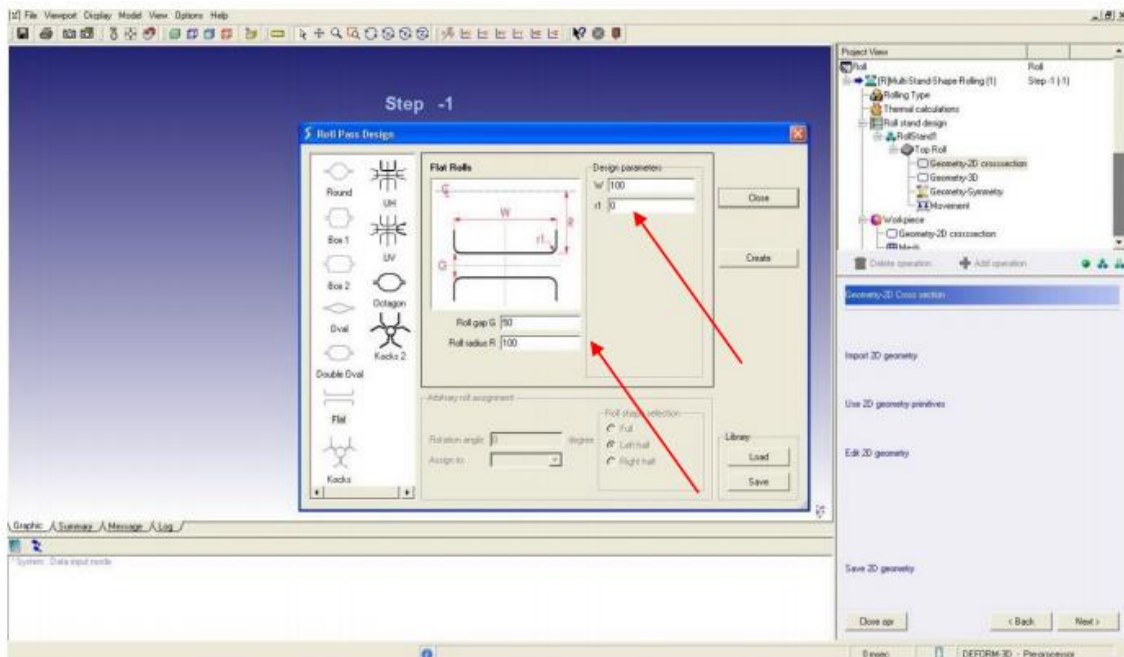 File Viewport Display Model View Options Help
Step -1
Roll Pass Design
Round
Box 1
Box 2
Oval
Double Oval
Flat
Kocks
UH
UV
Octagon
Kocks 2
Flat Rolls
W
r1
R
G
Roll gap G 50
Roll radius R 100
Design parameters
W 100
r1 0
Close
Create
Arbitrary roll assignment
Rotation angle 0 degree
Assign to
Roll shape selection
Full
Left half
Right half
Library
Load
Save
Graphic Summary Message Log
*System: Data input mode
Project View
Roll Roll
(R)Multi-Stand-Shape Rolling (1) Step -1 (-1)
Rolling Type
Thermal calculations
Roll stand design
RollStand1
Top Roll
Geometry-2D crosssection
Geometry-3D
Geometry-Symmetry
Movement
Workpiece
Geometry-2D crosssection
Mesh
Delete operation Add operation
Geometry-2D Cross section
Import 2D geometry
Use 2D geometry primitives
Edit 2D geometry
Save 2D geometry
Close opr < Back Next >
DEFORM-3D - Preprocessor